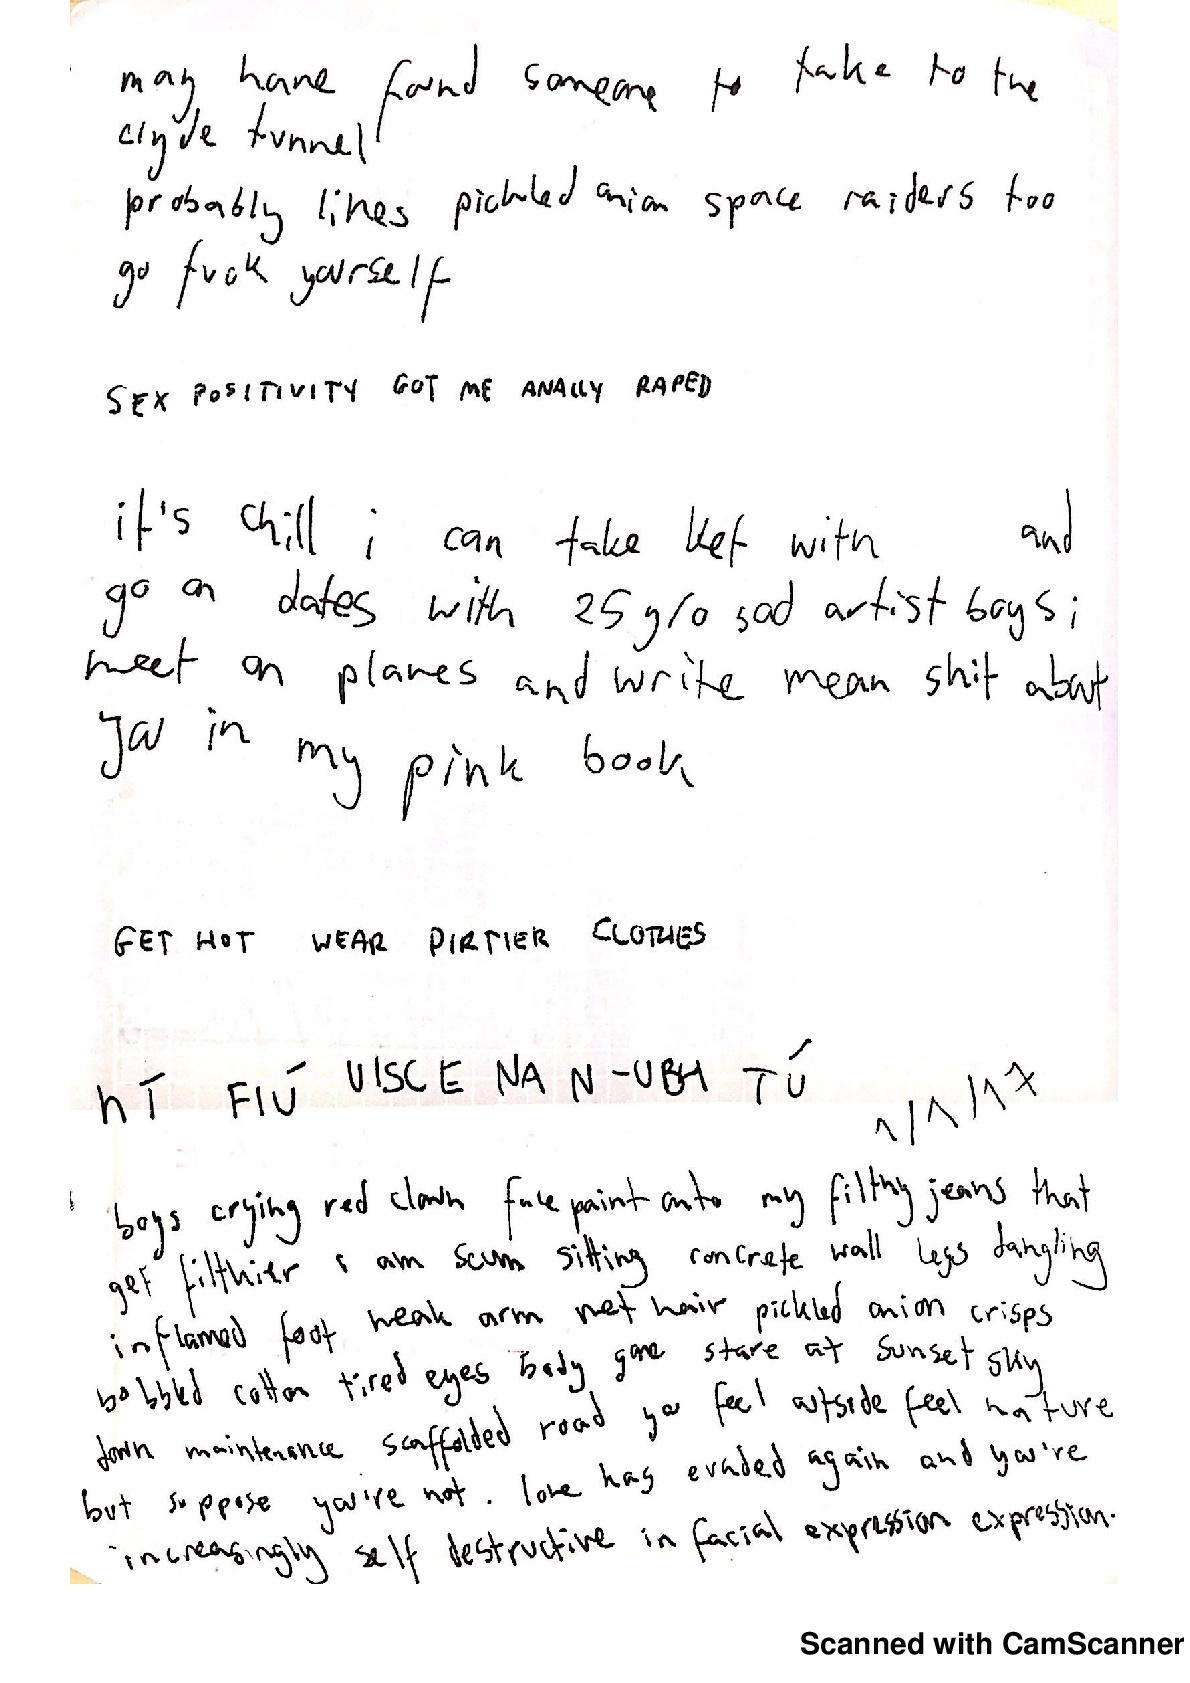 may have found someone to take to the
clyde tunnel
probably likes pickled onion space raiders too
go fuck yourself
SEX POSITIVITY GOT ME ANALLY RAPED
it's chill i can take ket with and
go on dates with 25 y/o sad artist boys i
meet on planes and write mean shit about
you in my pink book
GET HOT WEAR DIRTIER CLOTHES
NÍ FIÚ UISCE NA N-UBH TÚ
1/1/17
boys crying red clown face paint onto my filthy jeans that
get filthier i am scum sitting concrete wall legs dangling
inflamed foot weak arm wet hair pickled onion crisps
bobbled cotton tired eyes body gone stare at sunset sky
down maintenance scaffolded road you feel outside feel nature
but suppose you're not. love has evaded again and you're
increasingly self destructive in facial expression expression.
Scanned with CamScanner